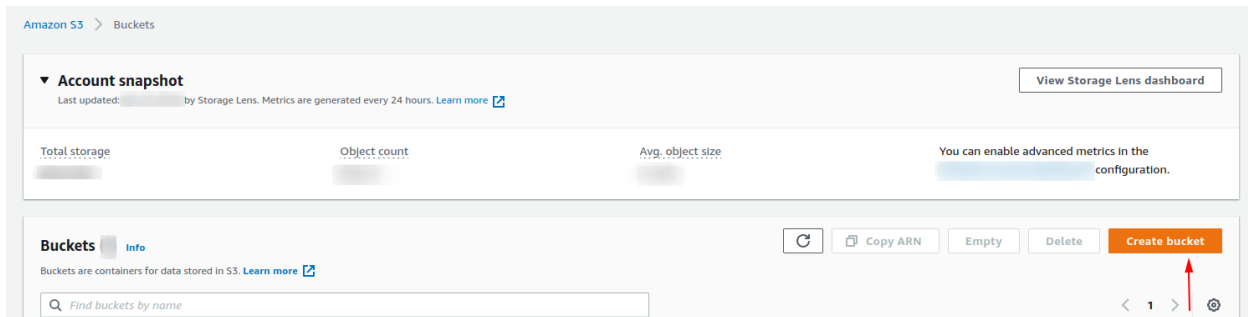 Amazon S3 > Buckets
Account snapshot
View Storage Lens dashboard
Last updated: by Storage Lens. Metrics are generated every 24 hours. Learn more
Total storage
Object count
Avg. object size
You can enable advanced metrics in the
configuration.
Buckets Info
Copy ARN Empty Delete Create bucket
Buckets are containers for data stored in S3. Learn more
Find buckets by name
< 1 >